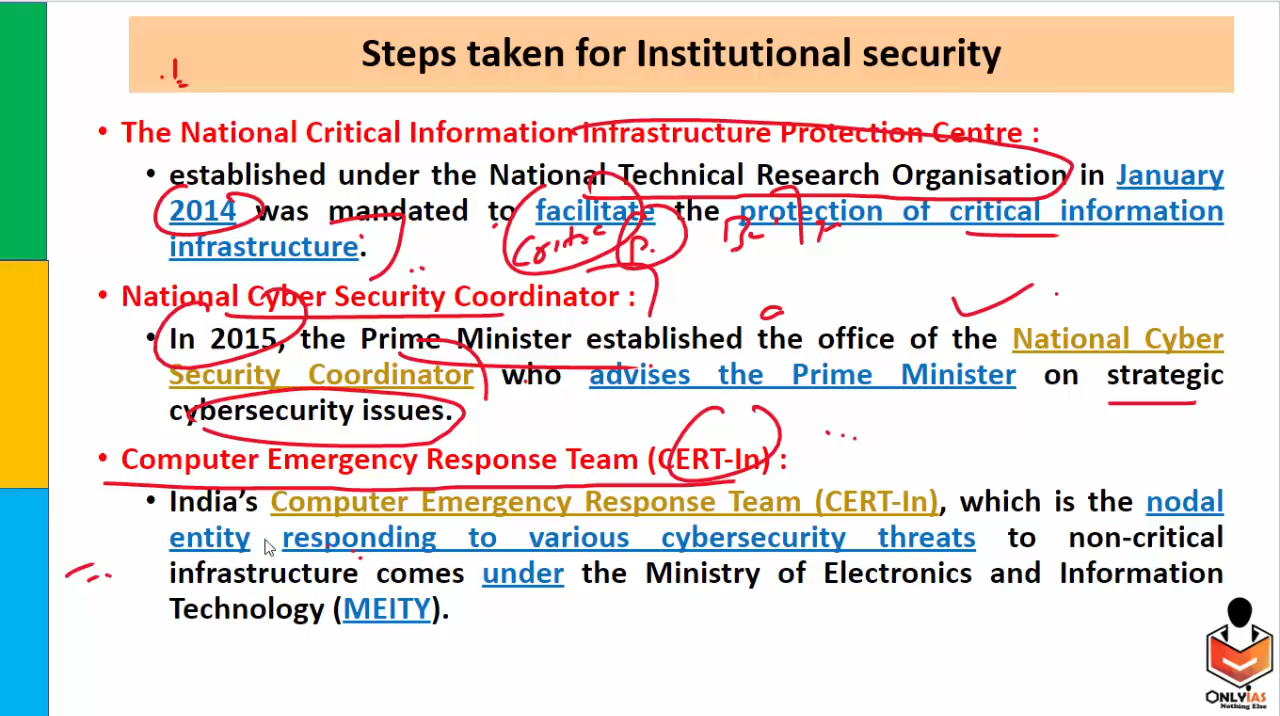 Steps taken for Institutional security
• The National Critical Information Infrastructure Protection Centre :
• established under the National Technical Research Organisation in January
2014 was mandated to facilitate the protection of critical information
infrastructure.
• National Cyber Security Coordinator :
• In 2015, the Prime Minister established the office of the National Cyber
Security Coordinator who advises the Prime Minister on strategic
cybersecurity issues.
• Computer Emergency Response Team (CERT-In) :
• India's Computer Emergency Response Team (CERT-In), which is the nodal
entity responding to various cybersecurity threats to non-critical
infrastructure comes under the Ministry of Electronics and Information
Technology (MEITY).
ONLYIAS
Nothing Else